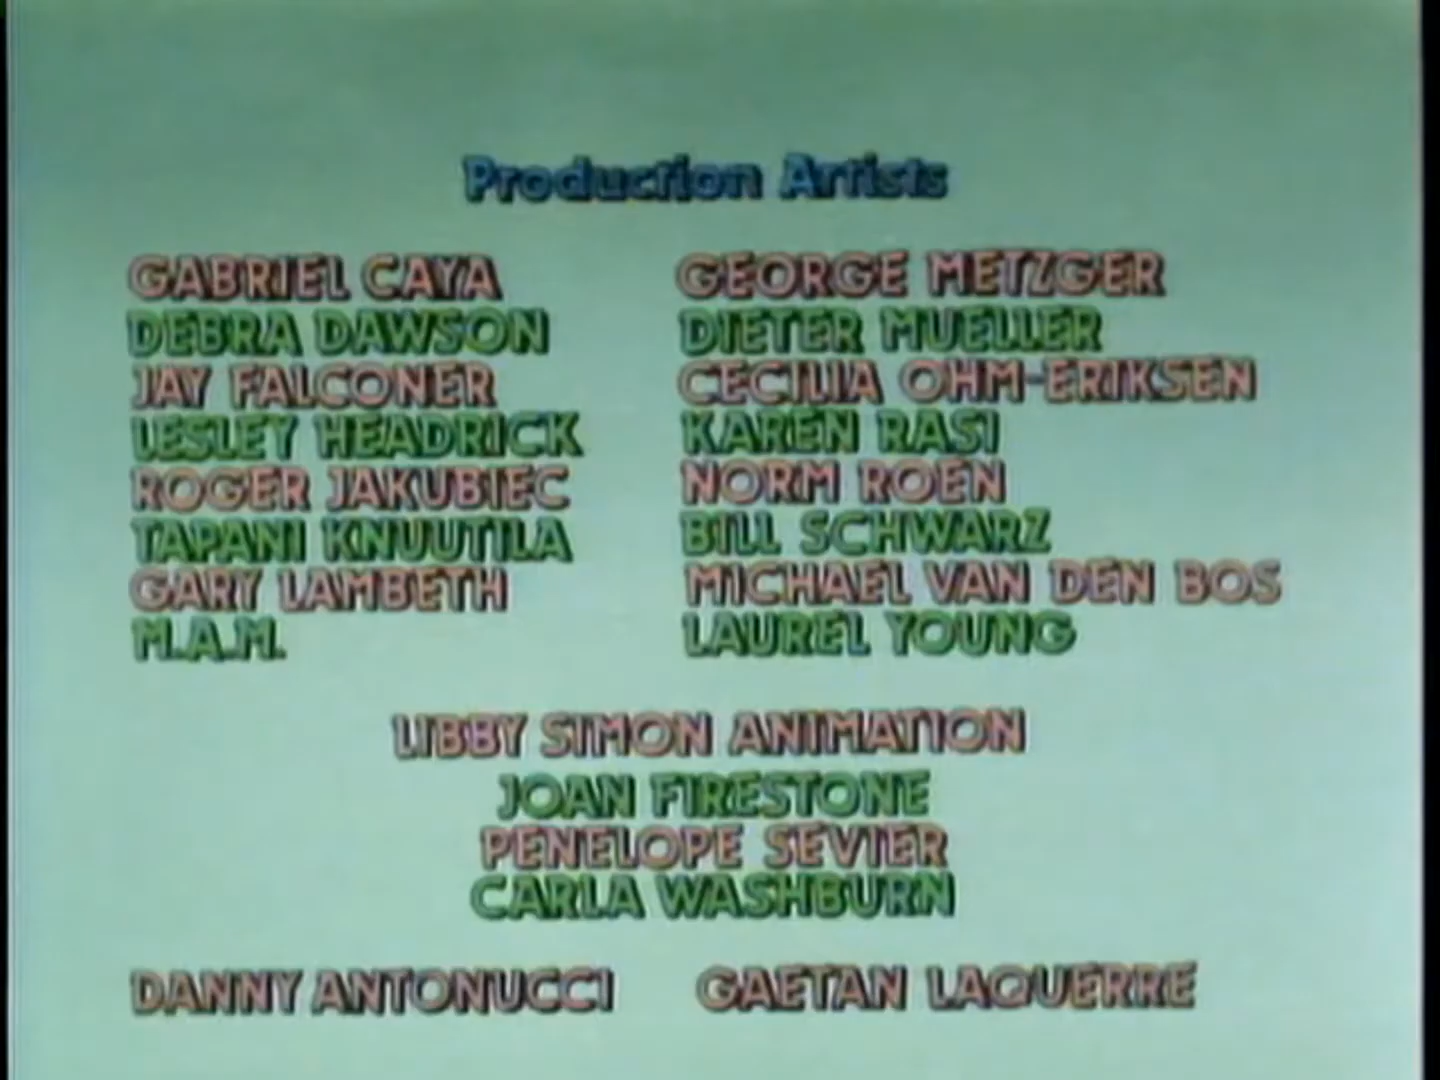 Production Artists
GABRIEL CAYA
DEBRA DAWSON
JAY FALCONER
LESLEY HEADRICK
ROGER JAKUBIEC
TAPANI KNUUTILA
GARY LAMBETH
M.A.M.
GEORGE METZGER
DIETER MUELLER
CECILIA OHM-ERIKSEN
KAREN RASI
NORM ROEN
BILL SCHWARZ
MICHAEL VAN DEN BOS
LAUREL YOUNG
LIBBY SIMON ANIMATION
JOAN FIRESTONE
PENELOPE SEVIER
CARLA WASHBURN
DANNY ANTONUCCI
GAETAN LAQUERRE